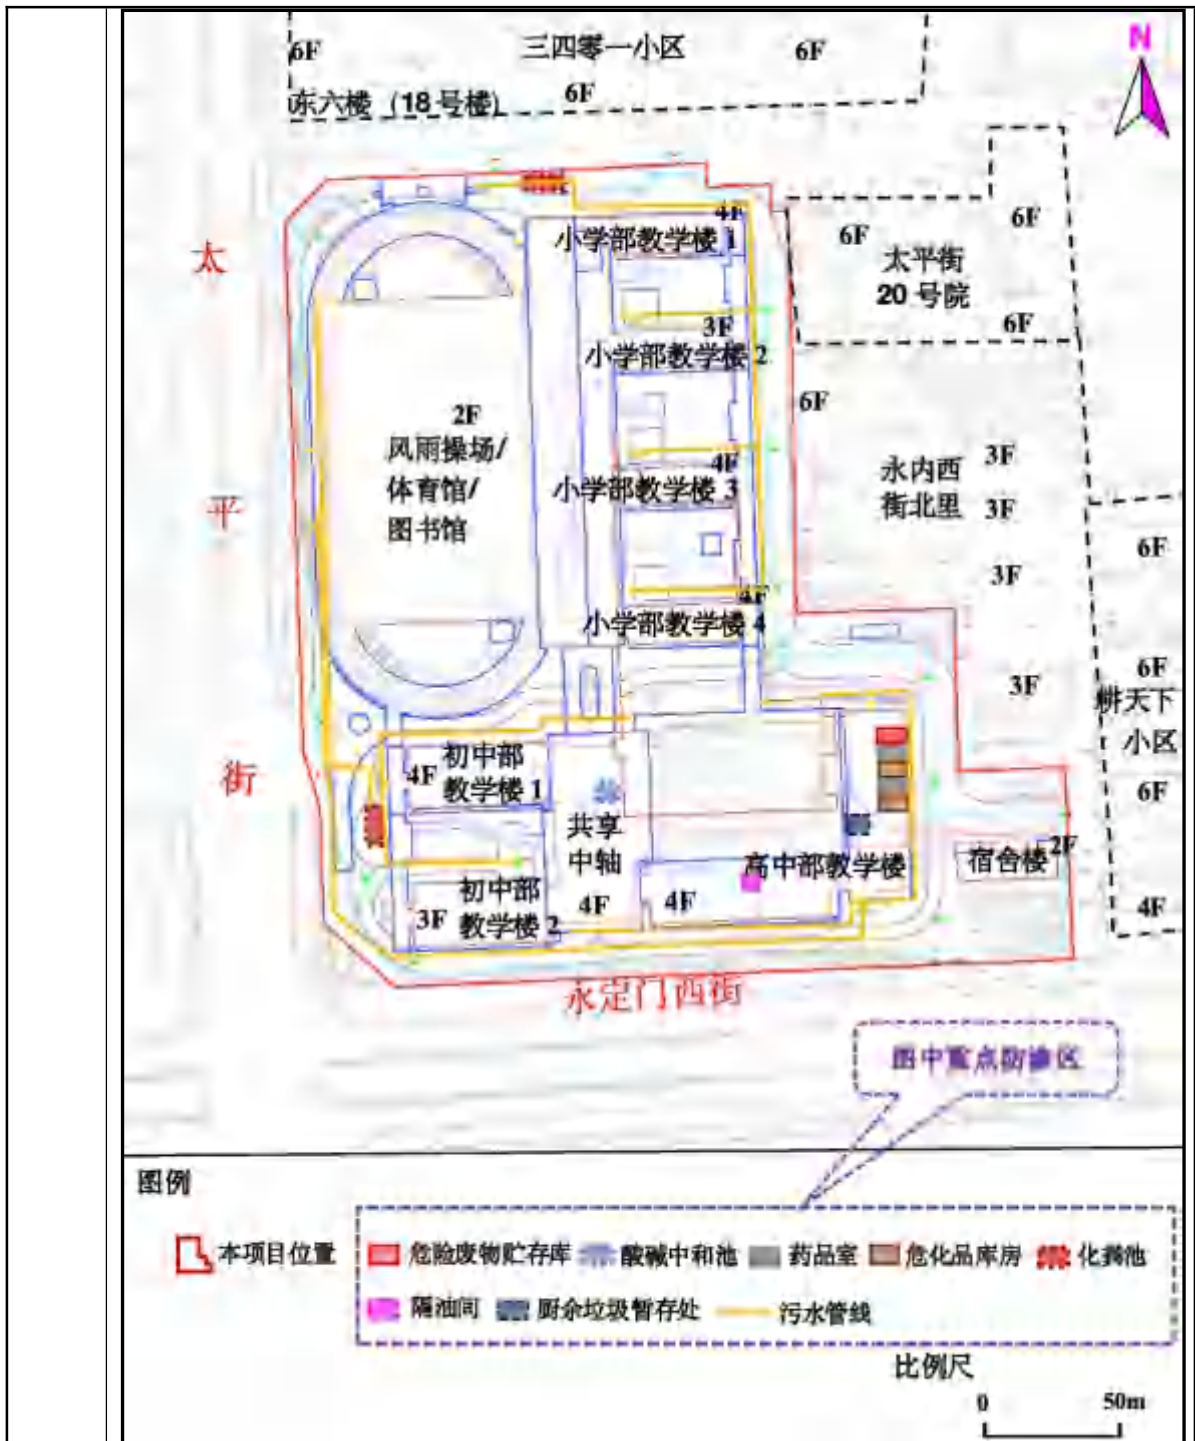 6F
三四零一小区
6F
N
东六楼（18号楼）
6F
太
平
街
4F
小学部教学楼 1
6F
6F
太平街
20 号院
6F
3F
小学部教学楼 2
6F
2F
风雨操场/
体育馆/
图书馆
4F
小学部教学楼 3
永内西
街北里
3F
3F
3F
6F
4F
小学部教学楼 4
3F
6F
耕天下
小区
6F
4F
初中部
教学楼 1
共享
中轴
4F
高中部教学楼
4F
2F
宿舍楼
初中部
教学楼 2
3F
4F
永定门西街
图中重点防渗区
图例
本项目位置
危险废物贮存库
酸碱中和池
药品室
危化品库房
化粪池
隔油间
厨余垃圾暂存处
污水管线
比例尺
0 50m